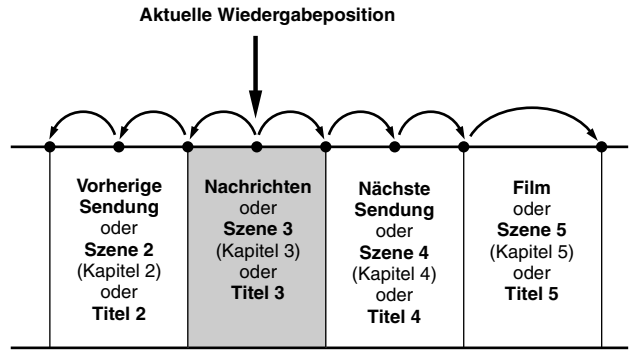 Aktuelle Wiedergabeposition
Vorherige
Sendung
oder
Szene 2
(Kapitel 2)
oder
Titel 2
Nachrichten
oder
Szene 3
(Kapitel 3)
oder
Titel 3
Nächste
Sendung
oder
Szene 4
(Kapitel 4)
oder
Titel 4
Film
oder
Szene 5
(Kapitel 5)
oder
Titel 5